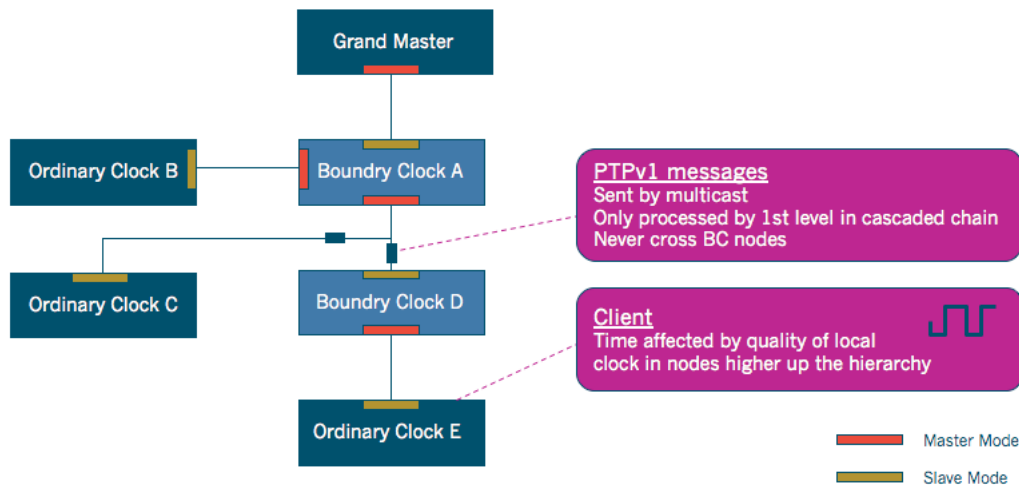 Grand Master
Ordinary Clock B
Boundry Clock A
PTPv1 messages
Sent by multicast
Only processed by 1st level in cascaded chain
Never cross BC nodes
Ordinary Clock C
Boundry Clock D
Client
Time affected by quality of local
clock in nodes higher up the hierarchy
Ordinary Clock E
Master Mode
Slave Mode